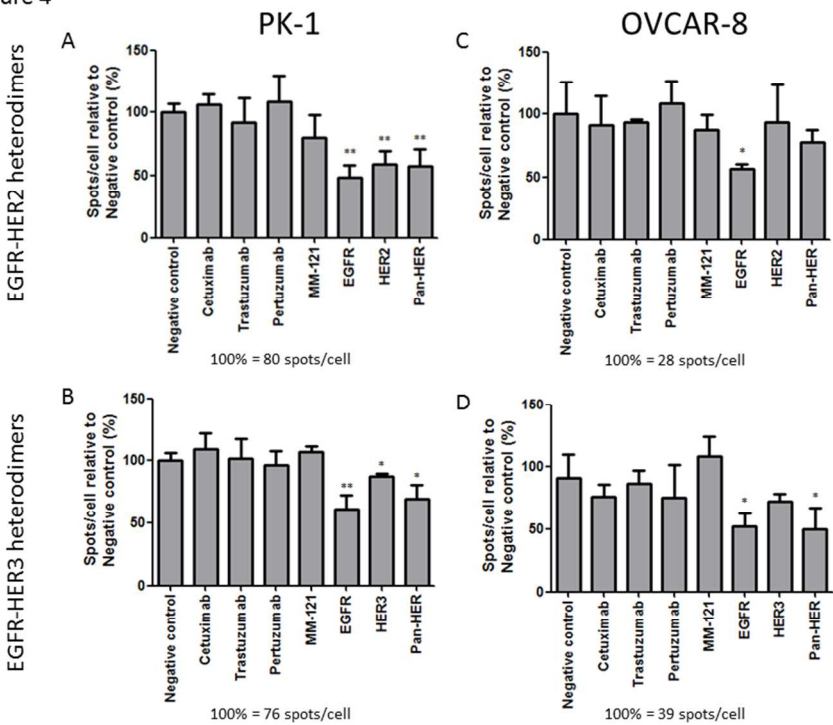 PK-1
OVCAR-8
EGFR-HER2 heterodimers
A
Spots/cell relative to
Negative control (%)
150
100
50
0
** ** **
Negative control
Cetuximab
Trastuzumab
Pertuzumab
MM-121
EGFR
HER2
Pan-HER
100% = 80 spots/cell
C
Spots/cell relative to
Negative control (%)
150
100
50
0
*
Negative control
Cetuximab
Trastuzumab
Pertuzumab
MM-121
EGFR
HER2
Pan-HER
100% = 28 spots/cell
EGFR-HER3 heterodimers
B
Spots/cell relative to
Negative control (%)
150
100
50
0
** * *
Negative control
Cetuximab
Trastuzumab
Pertuzumab
MM-121
EGFR
HER3
Pan-HER
100% = 76 spots/cell
D
Spots/cell relative to
Negative control (%)
150
100
50
0
* *
Negative control
Cetuximab
Trastuzumab
Pertuzumab
MM-121
EGFR
HER3
Pan-HER
100% = 39 spots/cell